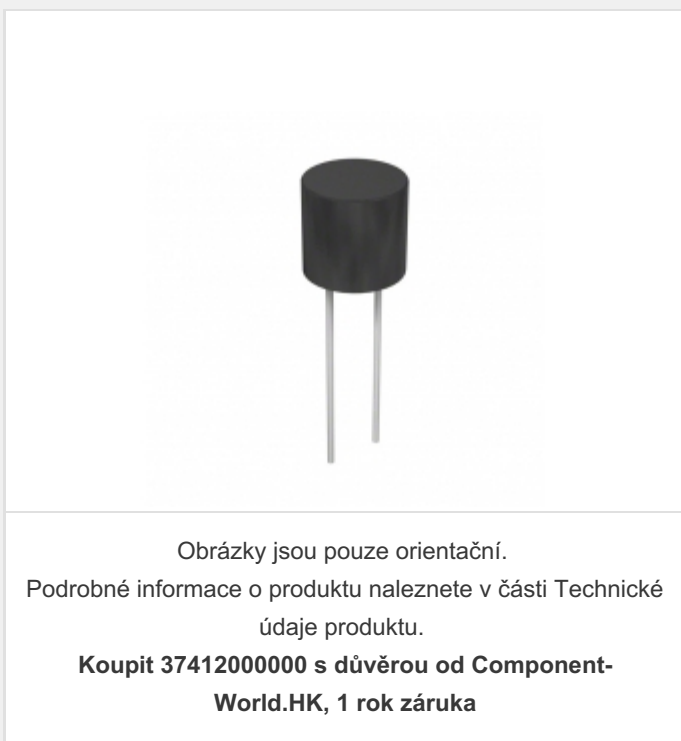 Obrázky jsou pouze orientační.
Podrobné informace o produktu naleznete v části Technické
údaje produktu.
Koupit 37412000000 s důvěrou od Component-
World.HK, 1 rok záruka